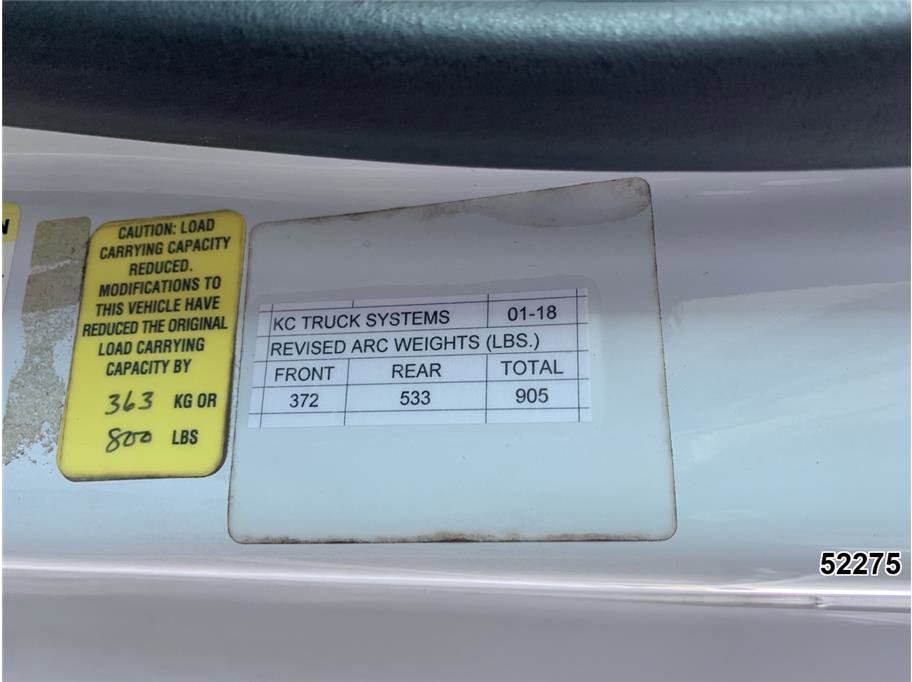 N
CAUTION: LOAD
CARRYING CAPACITY
REDUCED.
MODIFICATIONS TO
THIS VEHICLE HAVE
REDUCED THE ORIGINAL
LOAD CARRYING
CAPACITY BY
363 KG OR
800 LBS
KC TRUCK SYSTEMS 01-18
REVISED ARC WEIGHTS (LBS.)
FRONT REAR TOTAL
372 533 905
52275